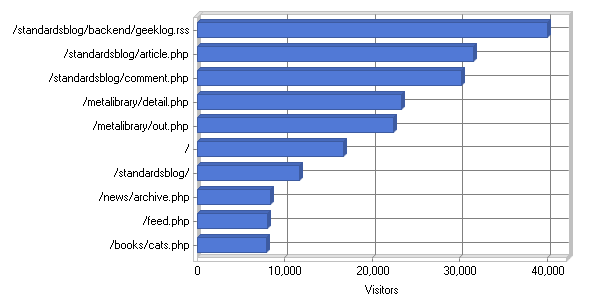 /standardsblog/backend/geeklog.rss
/standardsblog/article.php
/standardsblog/comment.php
/metalibrary/detail.php
/metalibrary/out.php
/
/standardsblog/
/news/archive.php
/feed.php
/books/cats.php
0 10,000 20,000 30,000 40,000
Visitors